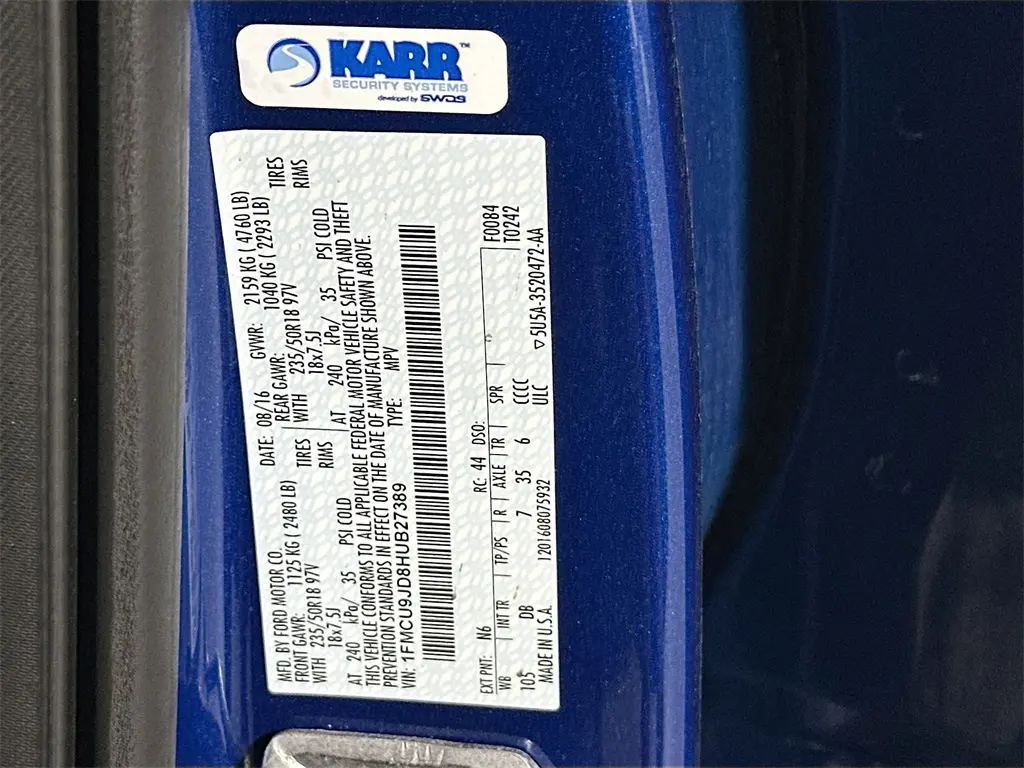 KARR™
SECURITY SYSTEMS
developed by SWDS
MFD. BY FORD MOTOR CO. DATE: 08/16 GVWR: 2159 KG ( 4760 LB)
FRONT GAWR: 1125 KG ( 2480 LB) REAR GAWR: 1040 KG ( 2293 LB)
WITH 235/50R18 97V TIRES WITH 235/50R18 97V TIRES
18x7.5J RIMS 18x7.5J RIMS
AT 240 kPa/ 35 PSI COLD AT 240 kPa/ 35 PSI COLD
THIS VEHICLE CONFORMS TO ALL APPLICABLE FEDERAL MOTOR VEHICLE SAFETY AND THEFT
PREVENTION STANDARDS IN EFFECT ON THE DATE OF MANUFACTURE SHOWN ABOVE.
VIN: 1FMCU9JD8HUB27389 TYPE: MPV
EXT PNT: N6 RC: 44 DSO: F0084
WB INT TR TP/PS R AXLE TR SPR T0242
105 DB 7 35 6 CCCC
MADE IN U.S.A. 1201608075932 ULC ▽5U5A-3520472-AA